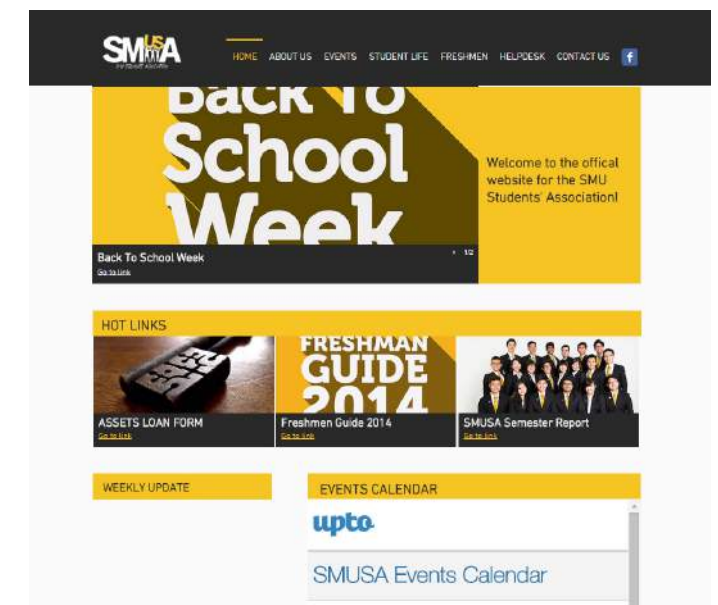 SMUSA
HOME ABOUT US EVENTS STUDENT LIFE FRESHMEN HELPDESK CONTACT US f
Back To
School
Week
Welcome to the offical
website for the SMU
Students' Association!
Back To School Week
1/2
Go to link
HOT LINKS
FRESHMAN
GUIDE
2014
ASSETS LOAN FORM
Go to link
Freshmen Guide 2014
Go to link
SMUSA Semester Report
Go to link
WEEKLY UPDATE
EVENTS CALENDAR
upto
SMUSA Events Calendar